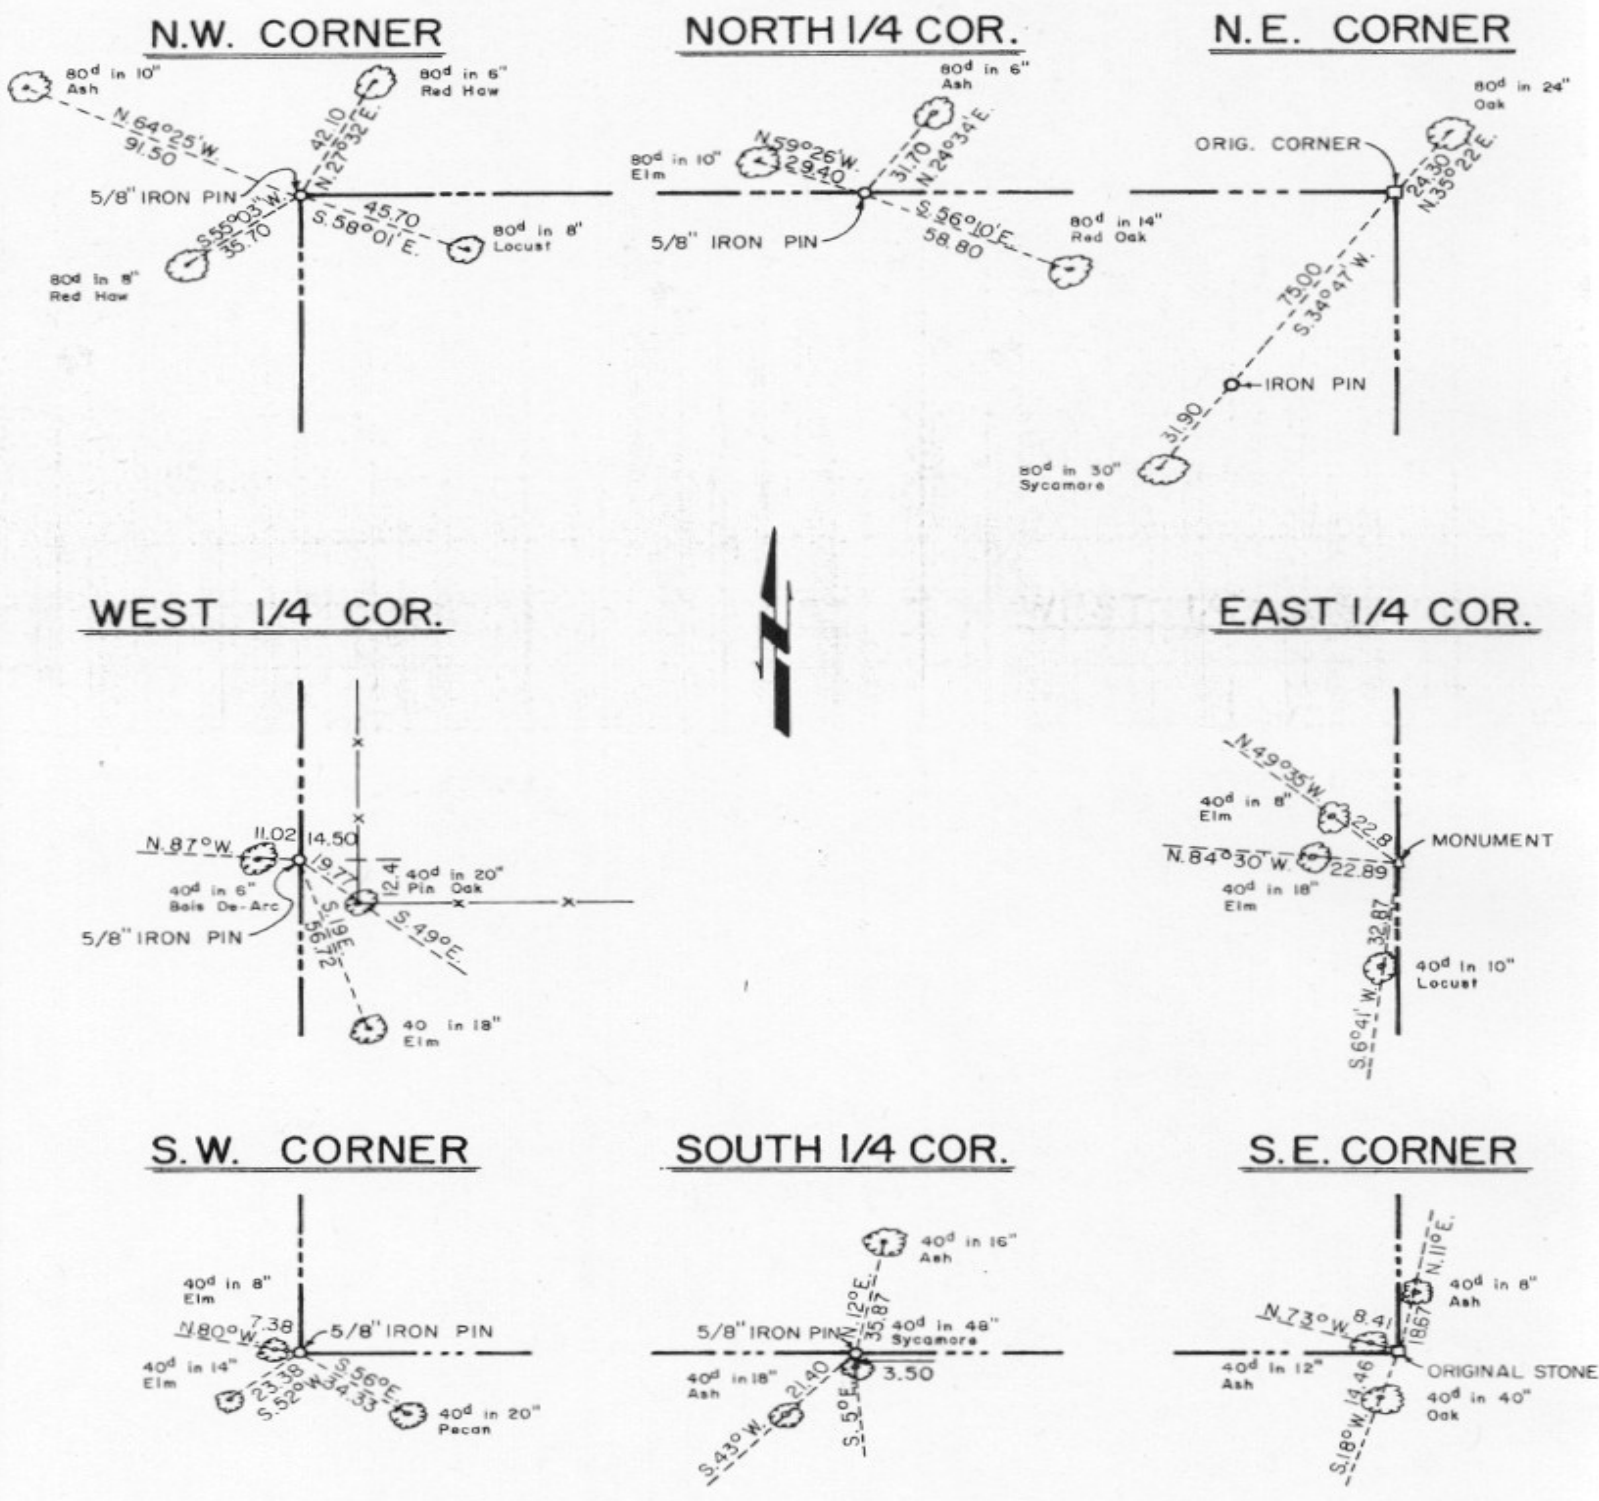 N.W. CORNER
80d in 10"
Ash
N.64°25'W.
91.50
80d in 6"
Red Haw
42.10
N.27°32'E.
5/8" IRON PIN
S.55°03"W.
35.70
80d in 8"
Red Haw
45.70
S.58°01'E.
80d in 8"
Locust
NORTH 1/4 COR.
80d in 6"
Ash
31.70
N.24°34'E.
80d in 10"
Elm
N.59°26'W.
29.40
5/8" IRON PIN
S.56°10'E.
58.80
80d in 14"
Red Oak
N.E. CORNER
80d in 24"
Oak
ORIG. CORNER
24.30
N.35°22'E.
75.00
S.34°47'W.
IRON PIN
31.90
80d in 30"
Sycamore
WEST 1/4 COR.
N.87°W.
11.02
14.50
19.77
12.4
40d in 20"
Pin Oak
40d in 6"
Bois De-Arc
5/8" IRON PIN
S.19E.
56.72
S.49°E.
40 in 18"
Elm
EAST 1/4 COR.
N.49°35'W.
40d in 8"
Elm
22.8
MONUMENT
N.84°30'W.
22.89
40d in 18"
Elm
32.87
40d in 10"
Locust
S.6°41'W.
S.W. CORNER
40d in 8"
Elm
7.38
N.80°W.
5/8" IRON PIN
40d in 14"
Elm
23.38
S.52°W.
S.56°E.
34.33
40d in 20"
Pecan
SOUTH 1/4 COR.
40d in 16"
Ash
N.12°E.
35.87
5/8" IRON PIN
40d in 48"
Sycamore
40d in 18"
Ash
21.40
3.50
S.43°W.
S.5°E.
S.E. CORNER
N.11°E.
40d in 8"
Ash
N.73°W.
8.41
18.67
40d in 12"
Ash
ORIGINAL STONE
14.46
S.18°W.
40d in 40"
Oak